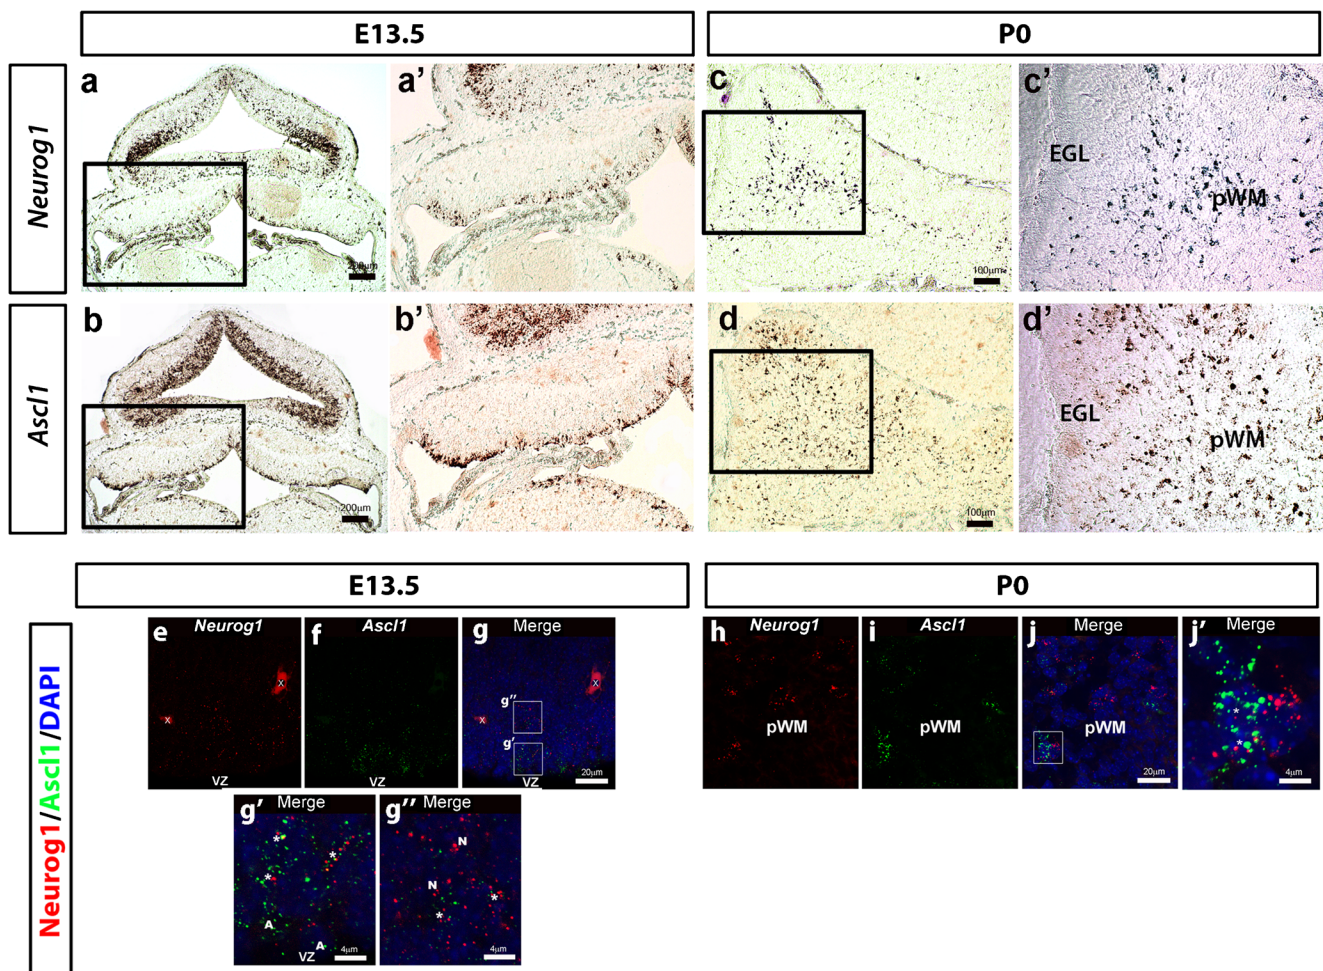 E13.5
P0
Neurog1
a
a'
c
c'
EGL
pWM
200μm
100μm
Ascl1
b
b'
d
d'
EGL
pWM
200μm
100μm
E13.5
P0
Neurog1/Ascl1/DAPI
e Neurog1
f Ascl1
g Merge
h Neurog1
i Ascl1
j Merge
j' Merge
x
x
VZ
VZ
x
x
g''
g'
VZ
20μm
pWM
pWM
pWM
20μm
*
*
4μm
g' Merge
*
*
*
A
A
VZ
4μm
g'' Merge
N
N
*
*
4μm